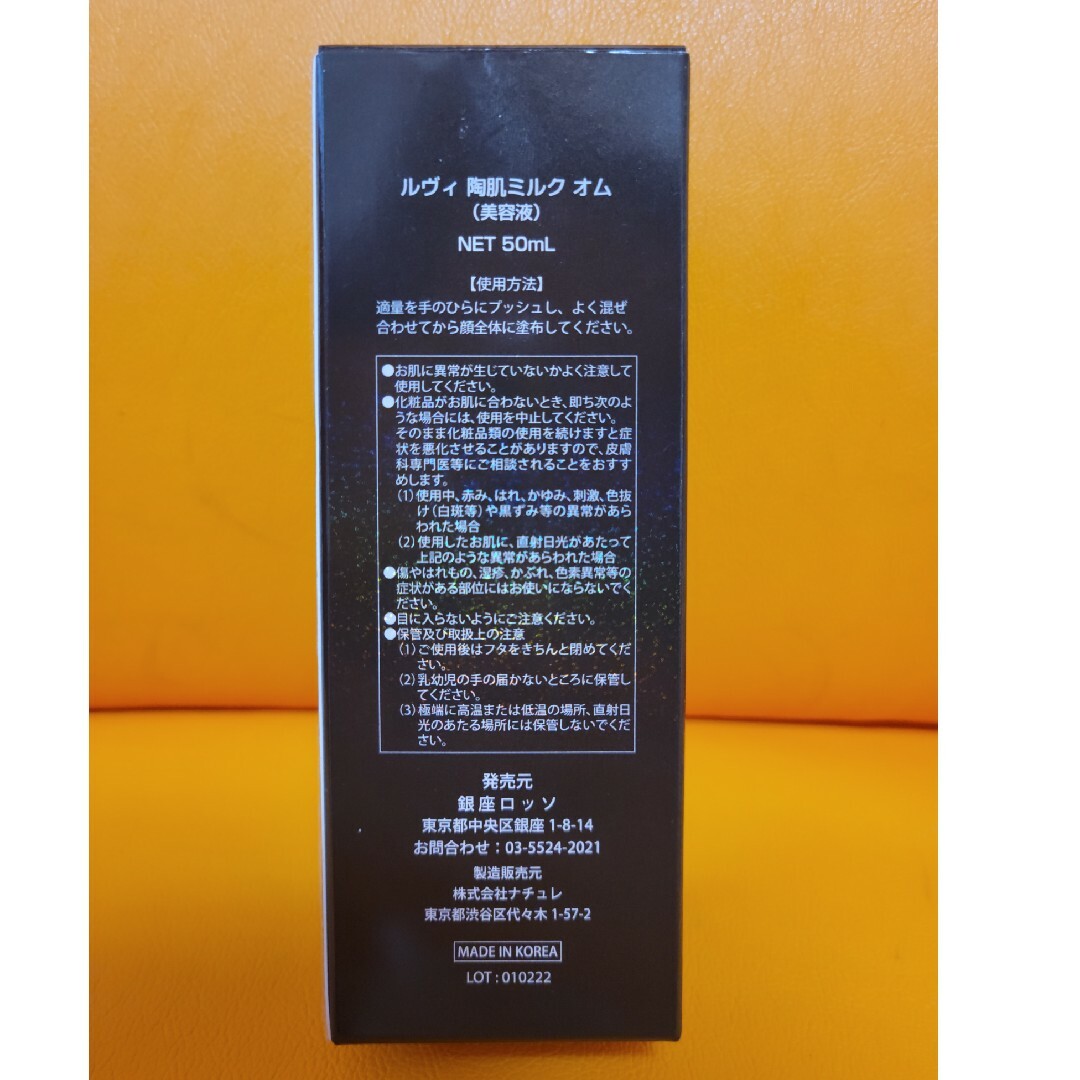 ルヴィ 陶肌ミルク オム
（美容液）
NET 50mL
【使用方法】
適量を手のひらにプッシュし、よく混ぜ
合わせてから顔全体に塗布してください。
●お肌に異常が生じていないかよく注意して
使用してください。
●化粧品がお肌に合わないとき、即ち次のよ
うな場合には、使用を中止してください。
そのまま化粧品類の使用を続けますと症
状を悪化させることがありますので、皮膚
科専門医等にご相談されることをおすす
めします。
（1）使用中、赤み、はれ、かゆみ、刺激、色抜
け（白斑等）や黒ずみ等の異常があら
われた場合
（2）使用したお肌に、直射日光があたって
上記のような異常があらわれた場合
●傷やはれもの、湿疹、かぶれ、色素異常等の
症状がある部位にはお使いにならないでく
ださい。
●目に入らないようにご注意ください。
●保管及び取扱上の注意
（1）ご使用後はフタをきちんと閉めてくだ
さい。
（2）乳幼児の手の届かないところに保管し
てください。
（3）極端に高温または低温の場所、直射日
光のあたる場所には保管しないでくだ
さい。
発売元
銀座ロッソ
東京都中央区銀座 1-8-14
お問合わせ：03-5524-2021
製造販売元
株式会社ナチュレ
東京都渋谷区代々木 1-57-2
MADE IN KOREA
LOT : 010222